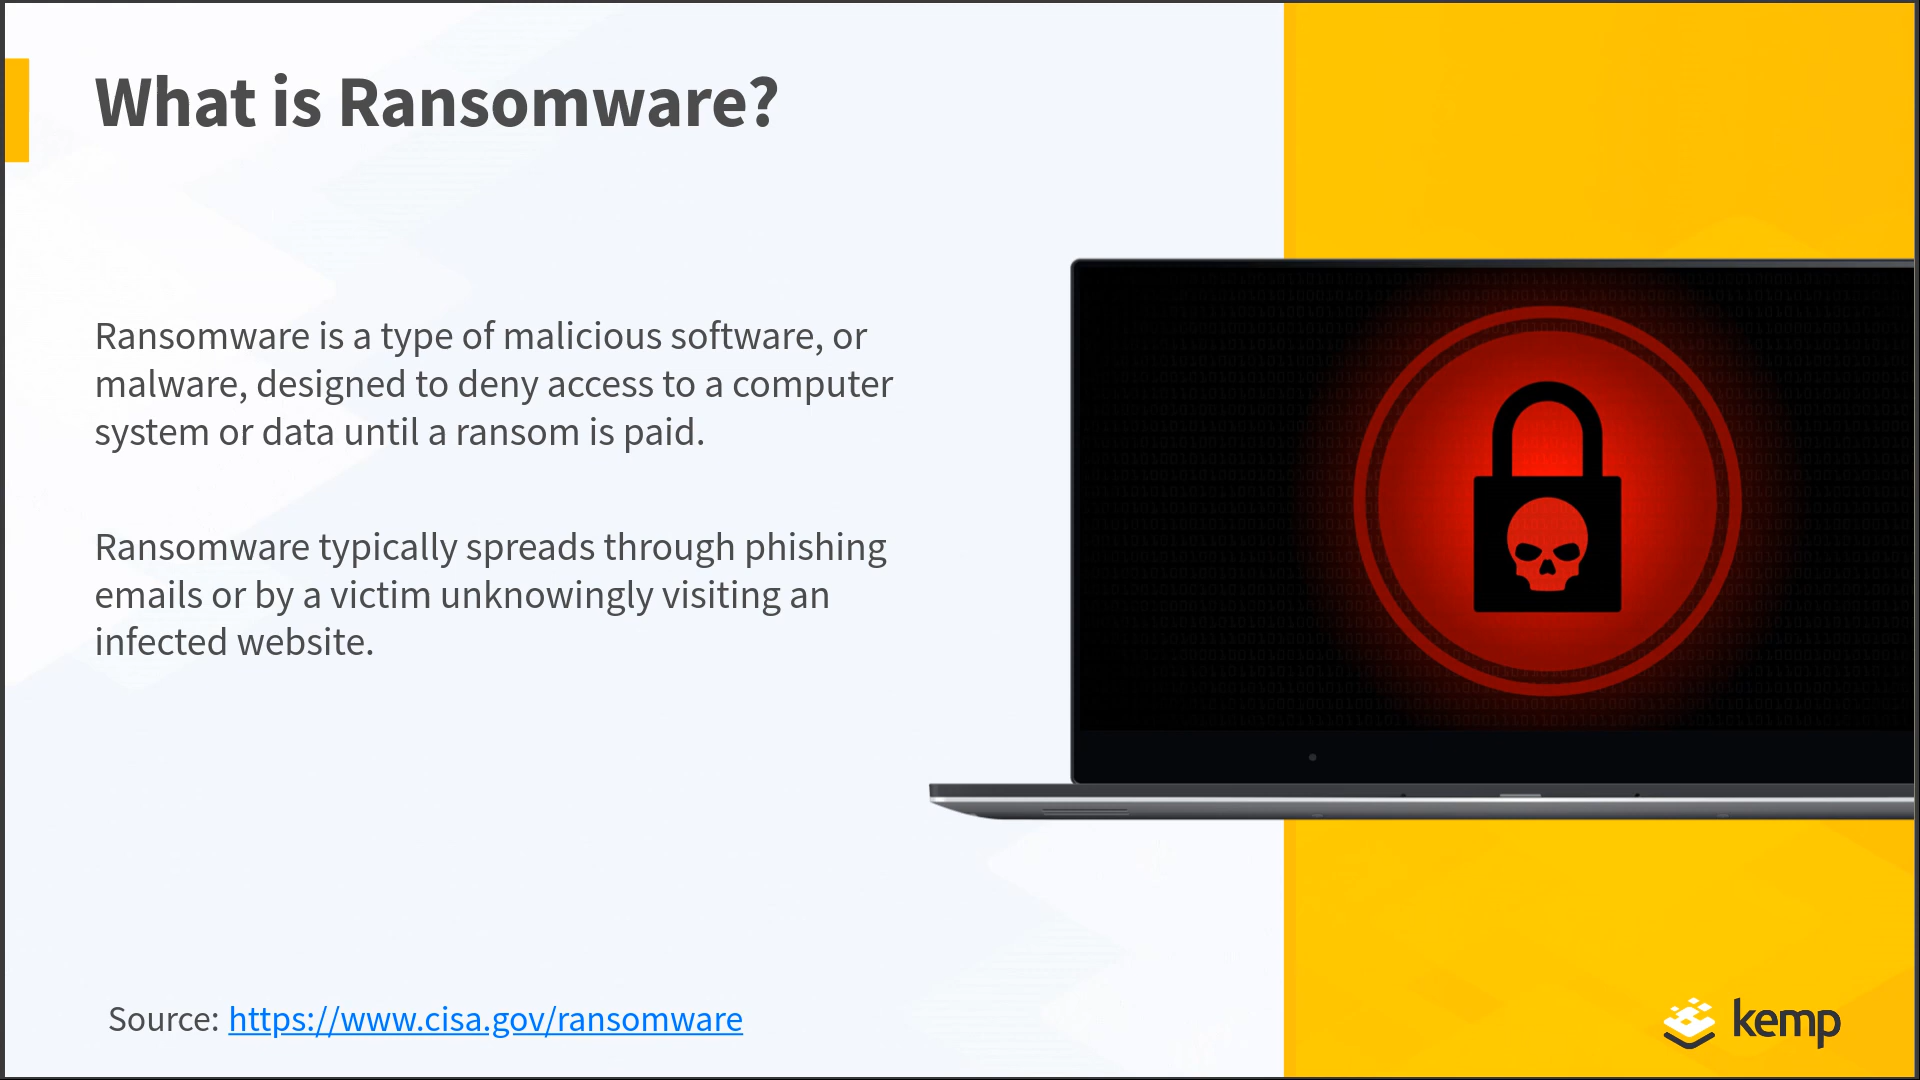 What is Ransomware?
Ransomware is a type of malicious software, or
malware, designed to deny access to a computer
system or data until a ransom is paid.
Ransomware typically spreads through phishing
emails or by a victim unknowingly visiting an
infected website.
Source: https://www.cisa.gov/ransomware
kemp